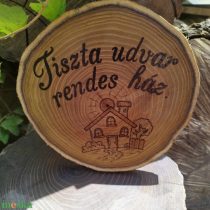 Tiszta udvar
rendes ház.